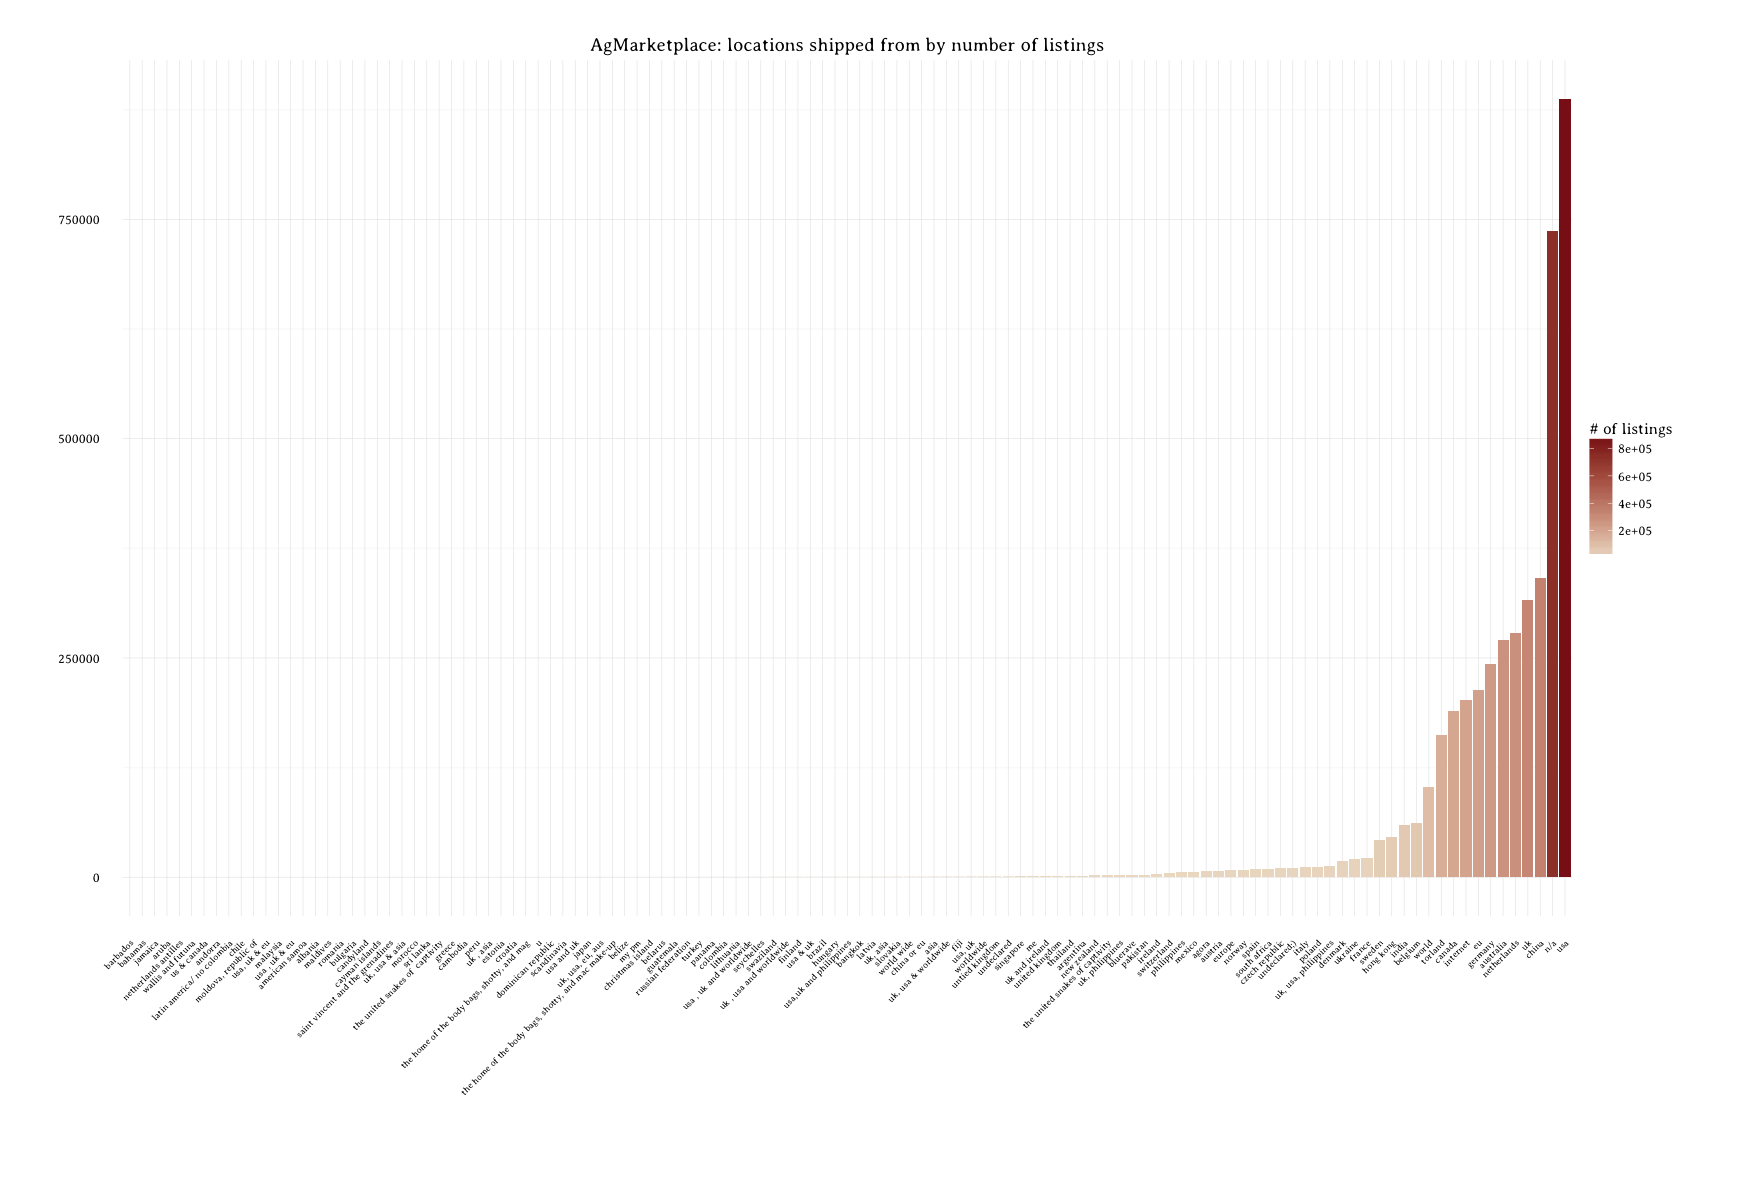 AgMarketplace: locations shipped from by number of listings
750000
500000
250000
0
# of listings
8e+05
6e+05
4e+05
2e+05
barbados
bahamas
jamaica
aruba
netherlands antilles
wallis and futuna
us & canada
andorra
latin america/ no colombia
chile
moldova, republic of
usa, uk & eu
malaysia
usa , uk & eu
american samoa
albania
maldives
romania
bulgaria
candyland
cayman islands
saint vincent and the grenadines
uk, usa & asia
morocco
sri lanka
the united snakes of captivity
greece
cambodia
peru
uk , asia
estonia
croatia
the home of the body bags, shotty, and mag
u
dominican republic
scandinavia
usa and uk
japan
uk, usa, eu, aus
the home of the body bags, shotty, and mac make-up
belize
my pm
christmas island
belarus
guatemala
russian federation
turkey
panama
colombia
lithuania
usa , uk and worldwide
seychelles
swaziland
uk , usa and worldwide
finland
usa & uk
brazil
hungary
usa,uk and philippines
bangkok
latvia
uk asia
slovakia
world wide
china or eu
asia
uk, usa & worldwide
fiji
usa, uk
worldwide
untied kingdom
undeclared
singapore
me
uk and ireland
united kingdom
thailand
argentina
new zealand
the united snakes of captivity
uk, philippines
bluerave
pakistan
ireland
switzerland
philippines
mexico
agora
austria
europe
norway
spain
south africa
czech republic
undeclared:)
italy
poland
uk, usa, philippines
denmark
ukraine
france
sweden
hong kong
india
belgium
world
torland
canada
internet
eu
germany
australia
netherlands
uk
china
n/a
usa